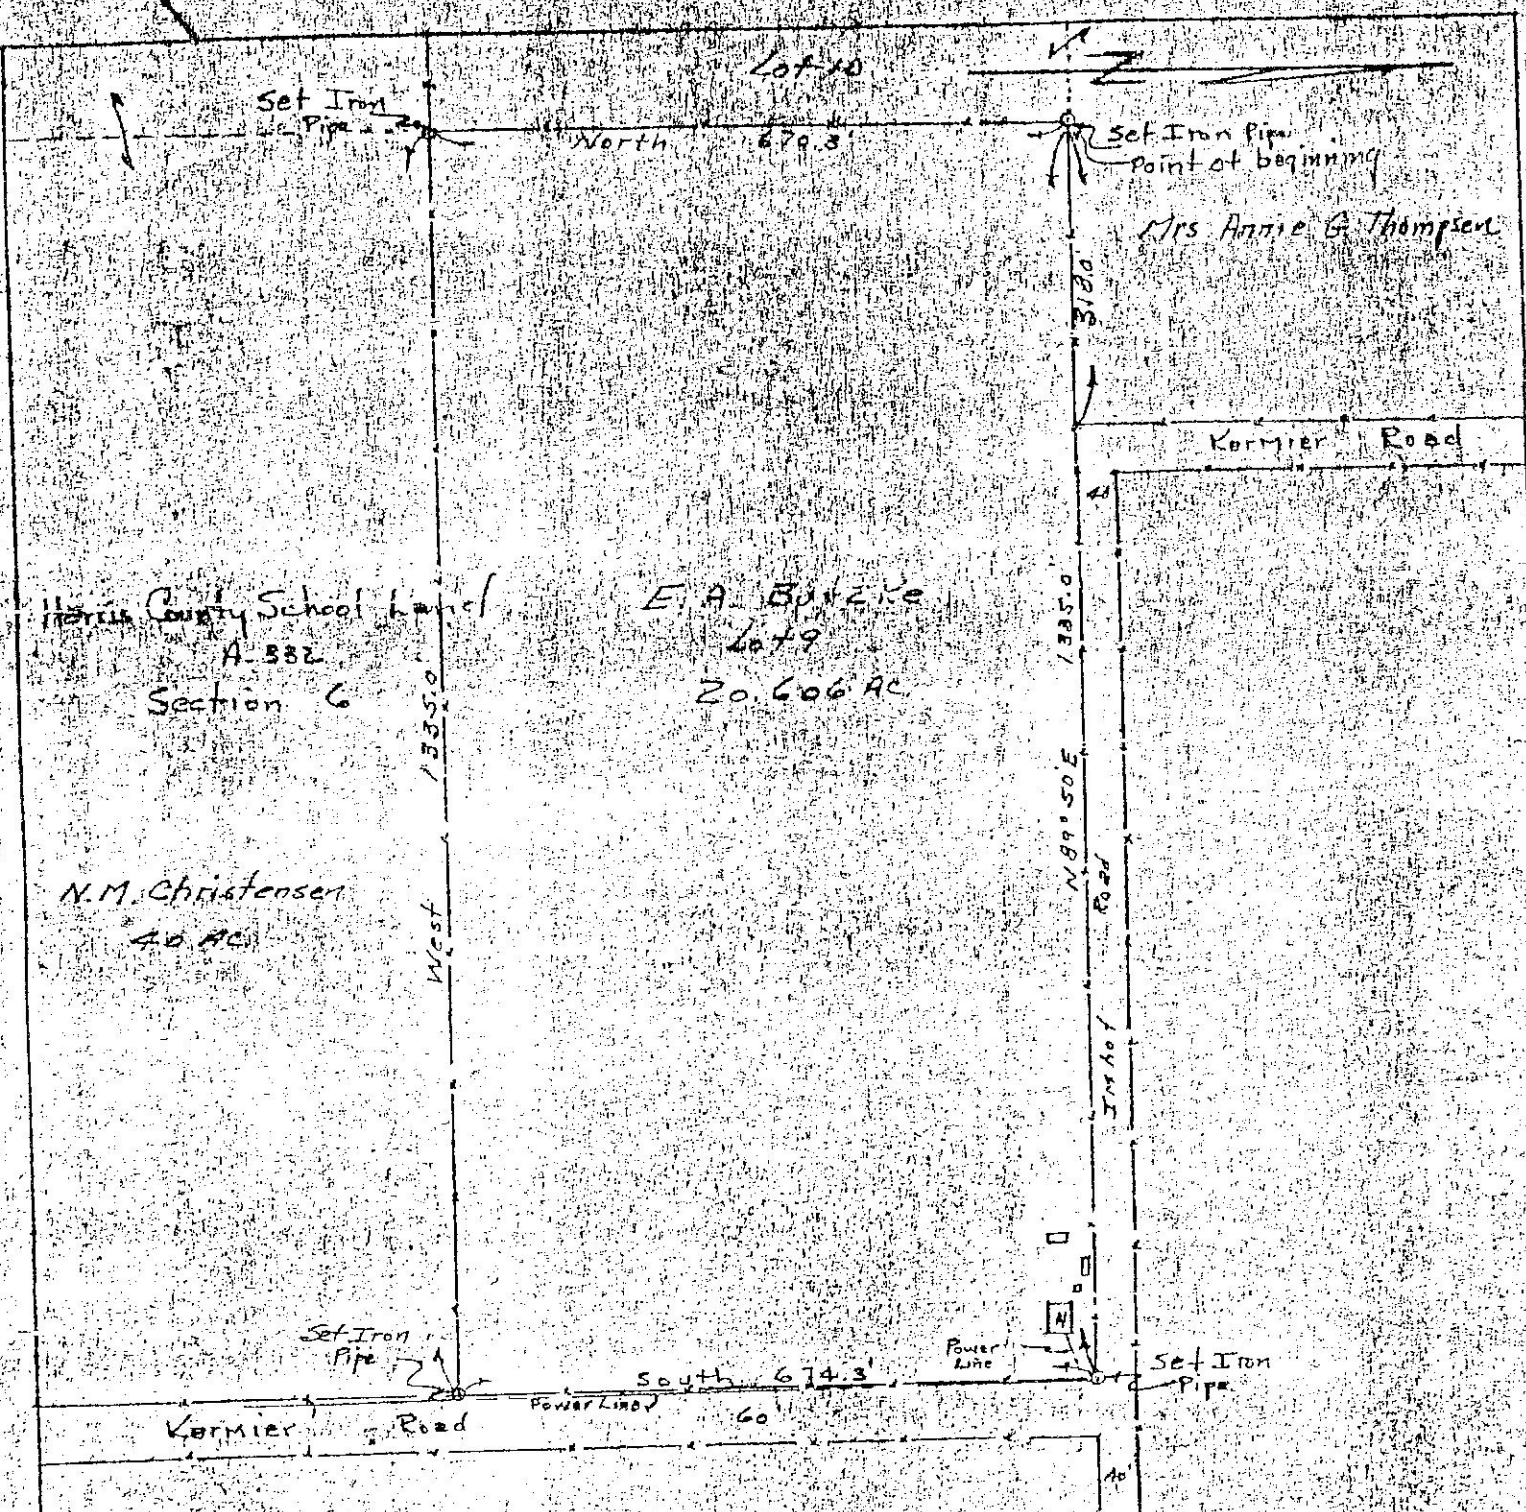 Lot 10
Set Iron
Pipe
North 670.3'
Set Iron Pipe
Point of beginning
Mrs Annie G. Thompsen
318.0'
Kormier Road
40'
Harris County School Land
A-332
Section 6
1335.0'
West
E. A.
Lot 9
20.606 AC.
1335.0'
N 89° 50' E
Road
Imhof
N.M. Christensen
40 AC.
Set Iron
Pipe
Power
Line
H
South 674.3'
Power Line
60'
Set Iron
Pipe
Kormier Road
40'